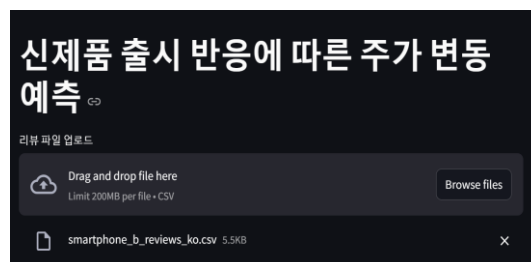 신제품 출시 반응에 따른 주가 변동
예측
리뷰 파일 업로드
Drag and drop file here
Limit 200MB per file • CSV
Browse files
smartphone_b_reviews_ko.csv 5.5KB